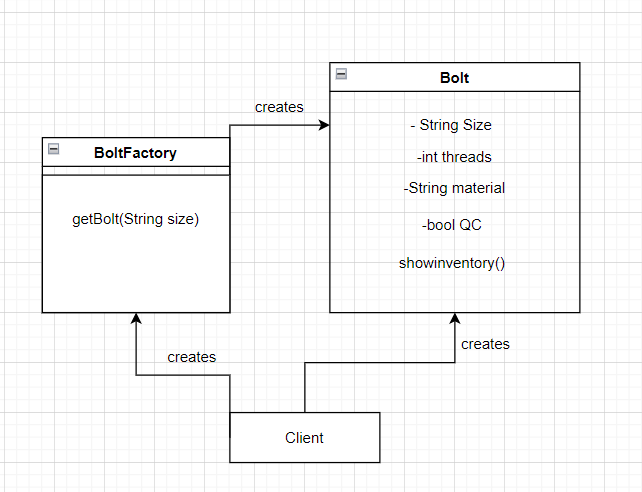 Bolt
- String Size
-int threads
-String material
-bool QC
showinventory()
creates
BoltFactory
getBolt(String size)
creates
creates
Client